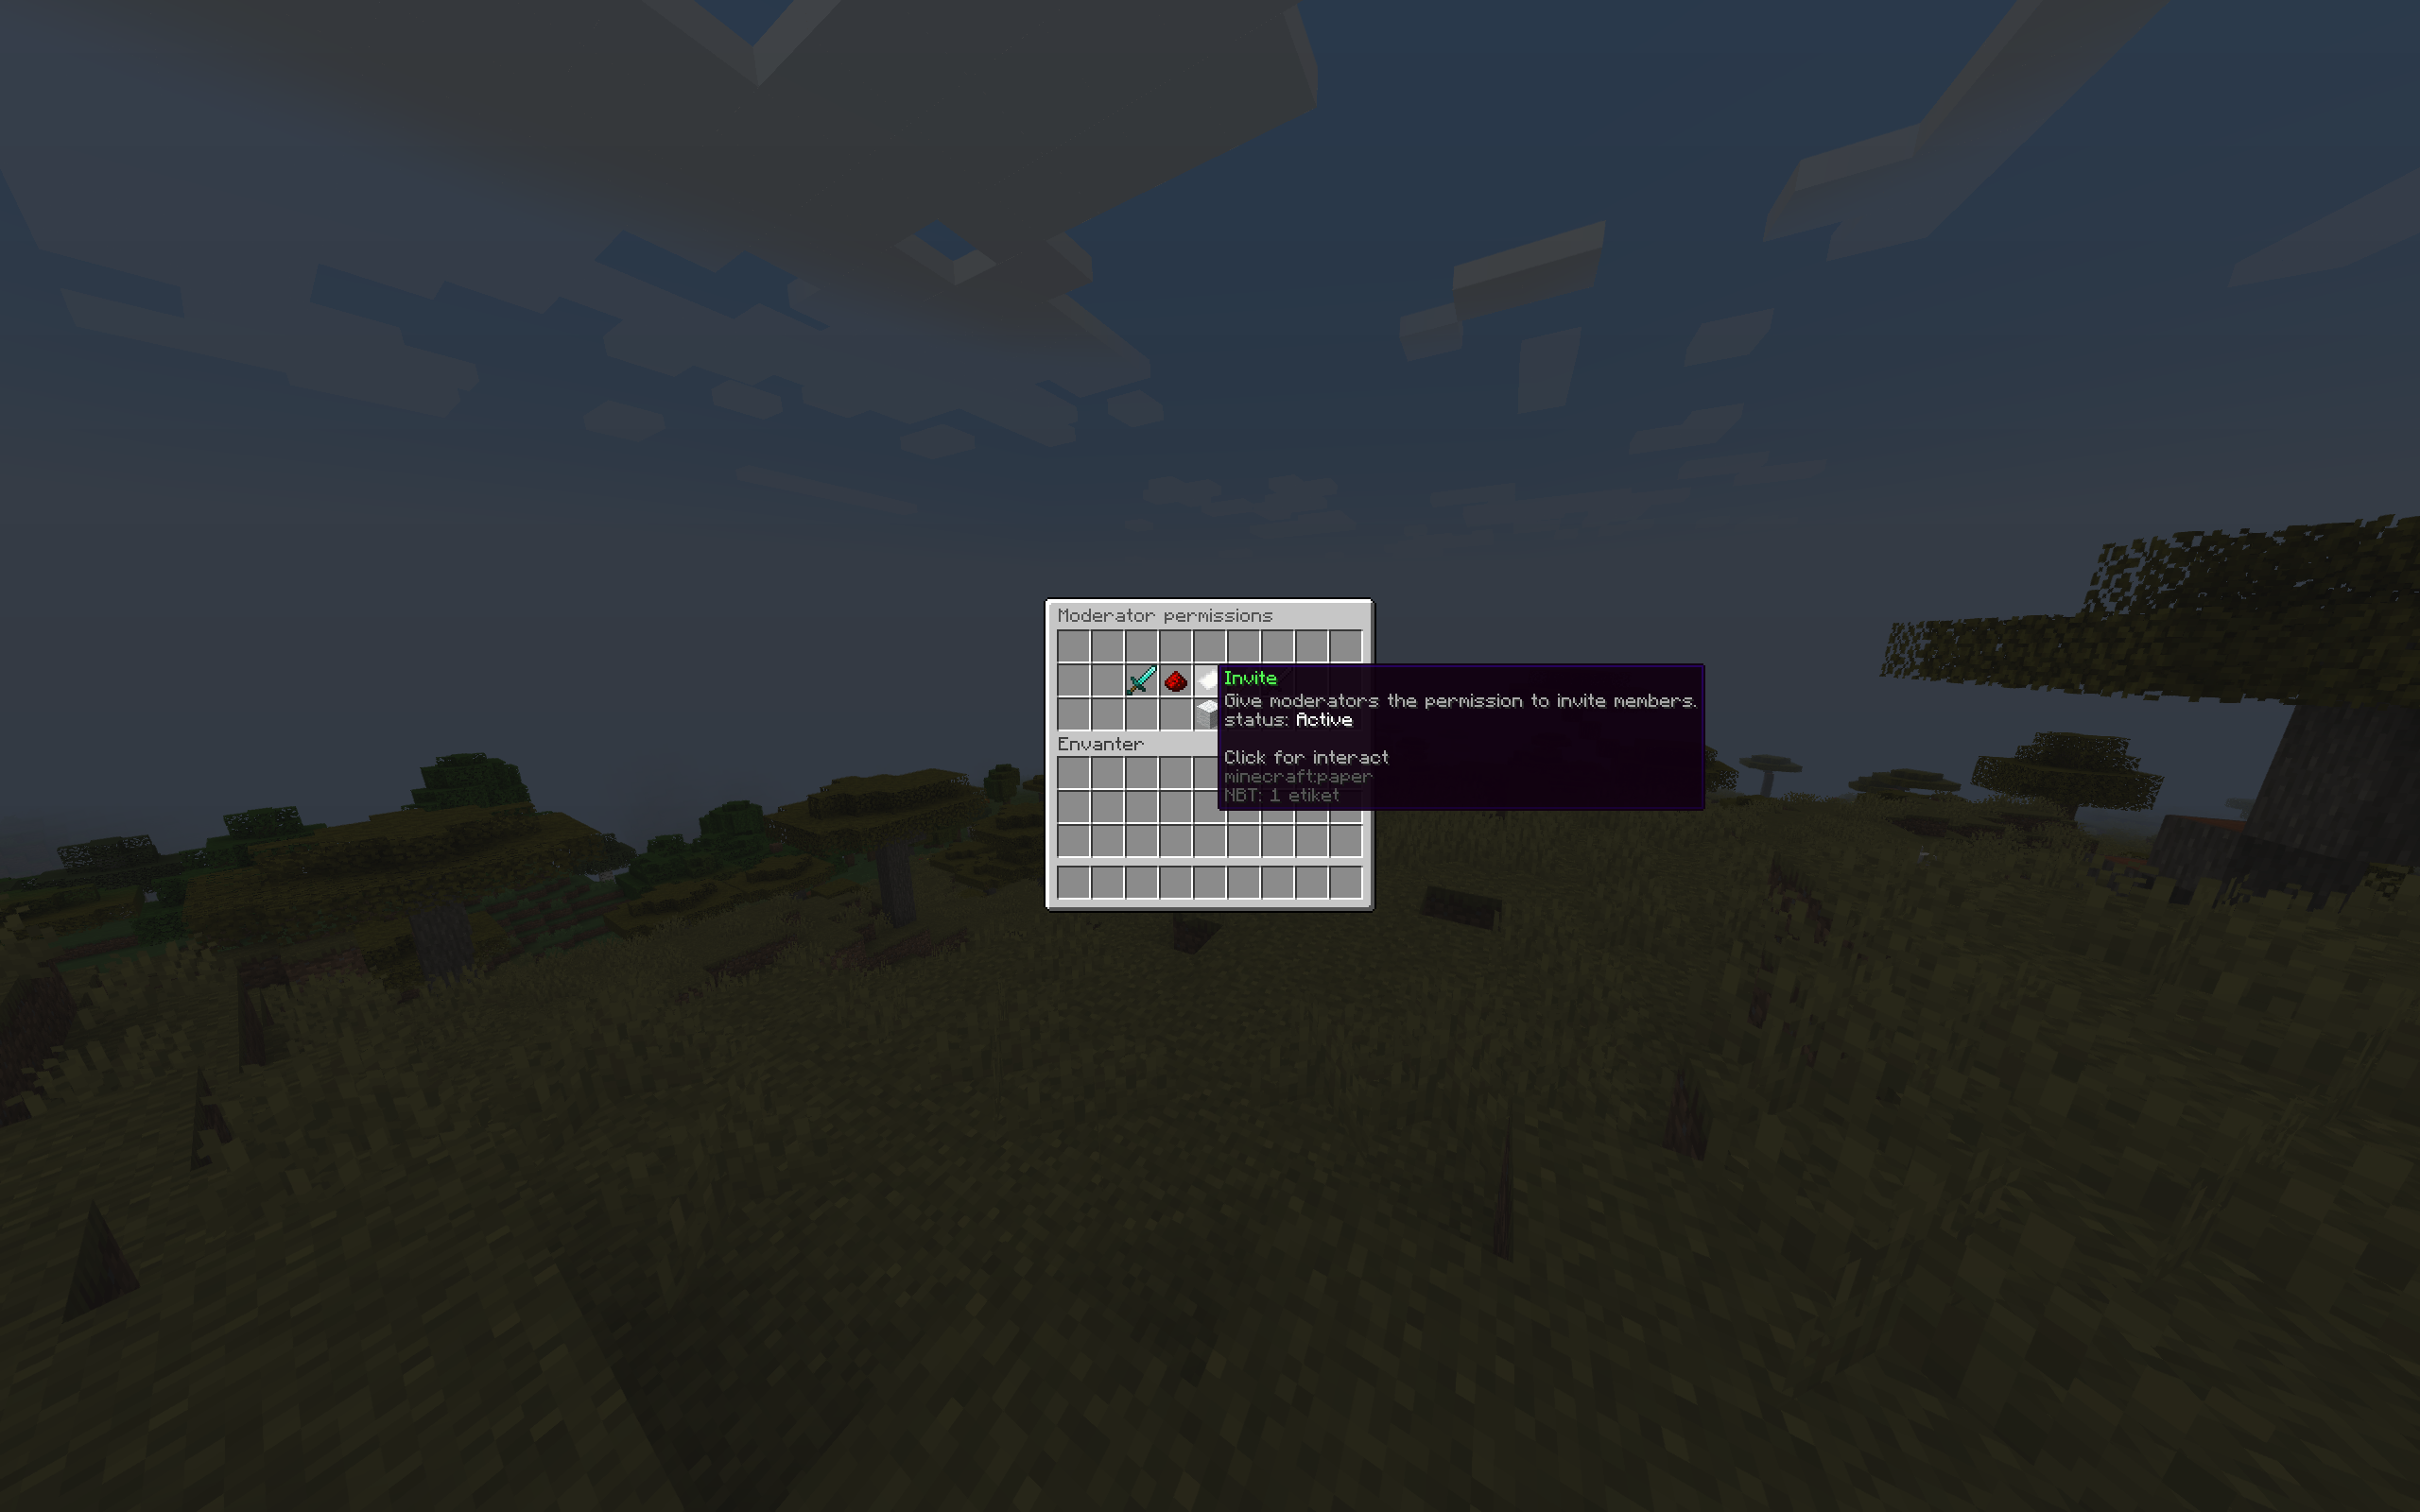 Moderator permissions
Invite
Give moderators the permission to invite members.
status: Active
Click for interact
minecraft:paper
NBT: 1 etiket
Envanter